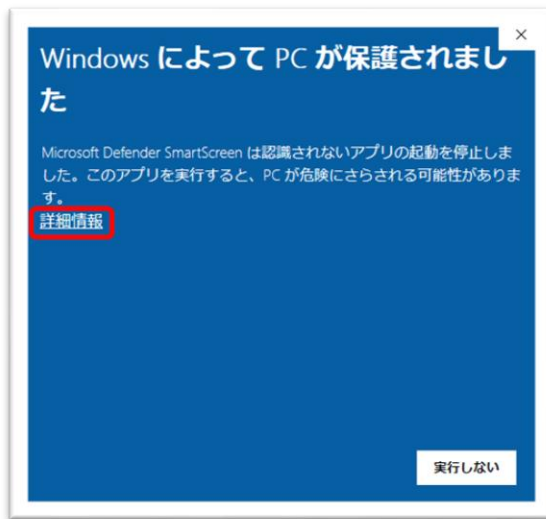 Windows によって PC が保護されまし
た
Microsoft Defender SmartScreen は認識されないアプリの起動を停止しま
した。このアプリを実行すると、PC が危険にさらされる可能性がありま
す。
詳細情報
実行しない